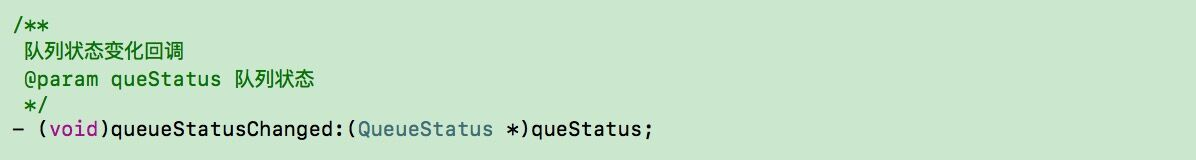 /**
队列状态变化回调
@param queStatus 队列状态
*/
- (void)queueStatusChanged:(QueueStatus *)queStatus;